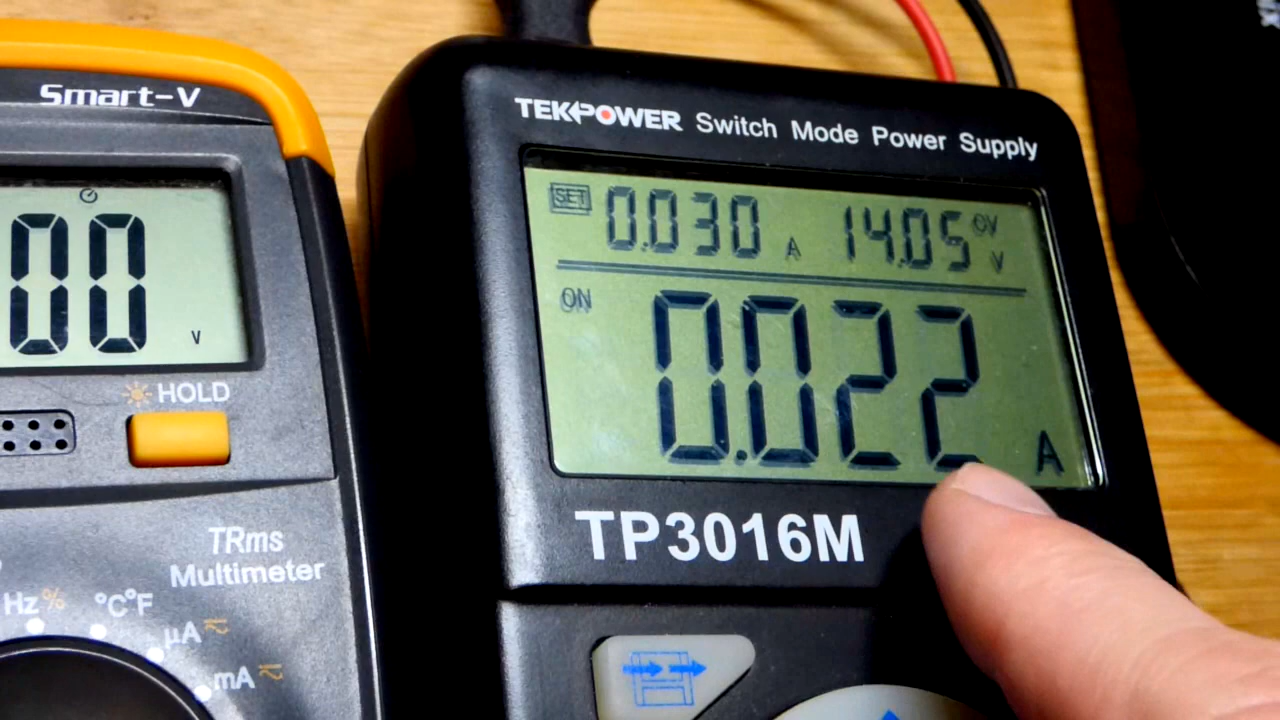 Smart-V
00
V
HOLD
TRms
Multimeter
Hz%
°C°F
µA
mA
TEKPOWER Switch Mode Power Supply
SET 0.030 A 14.05 CV V
ON
0.022 A
TP3016M